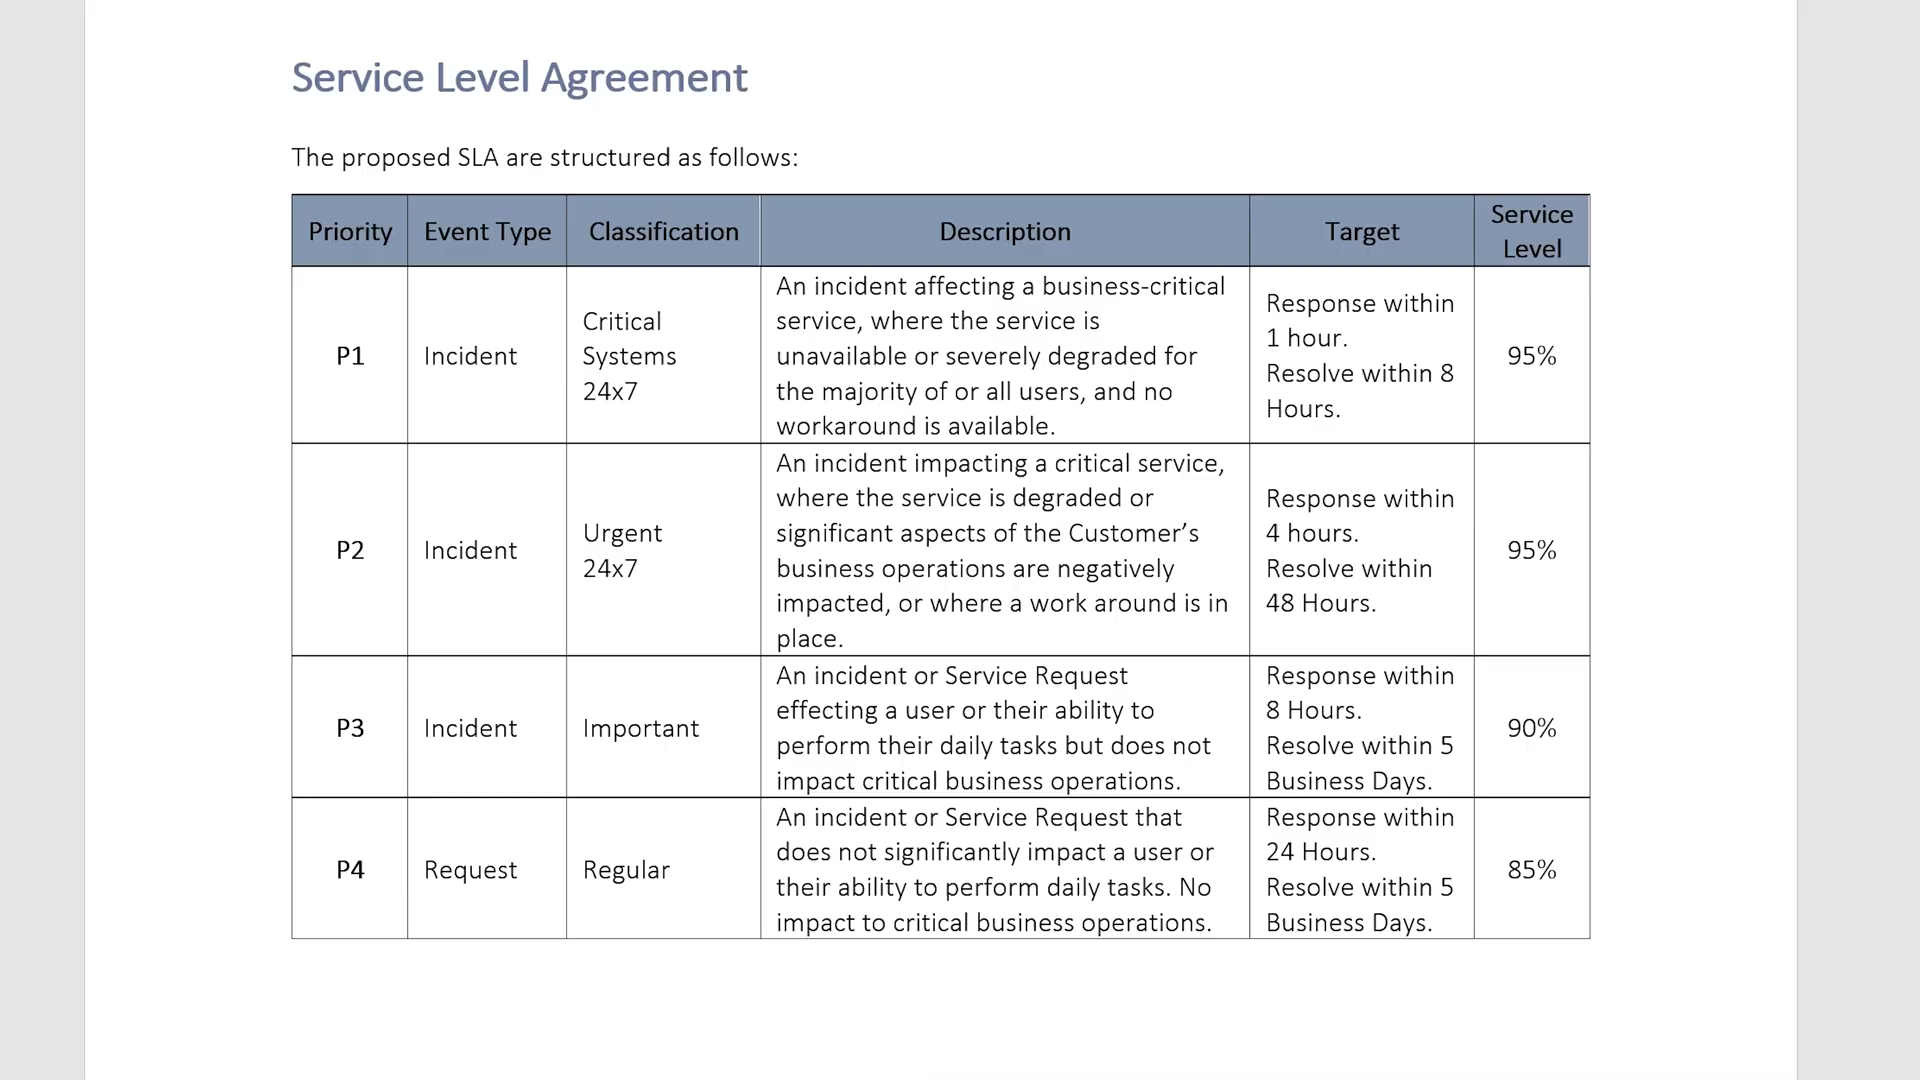 Service Level Agreement
The proposed SLA are structured as follows:
Priority
Event Type
Classification
Description
Target
Service
Level
P1
Incident
Critical
Systems
24x7
An incident affecting a business-critical
service, where the service is
unavailable or severely degraded for
the majority of or all users, and no
workaround is available.
Response within
1 hour.
Resolve within 8
Hours.
95%
P2
Incident
Urgent
24x7
An incident impacting a critical service,
where the service is degraded or
significant aspects of the Customer’s
business operations are negatively
impacted, or where a work around is in
place.
Response within
4 hours.
Resolve within
48 Hours.
95%
P3
Incident
Important
An incident or Service Request
effecting a user or their ability to
perform their daily tasks but does not
impact critical business operations.
Response within
8 Hours.
Resolve within 5
Business Days.
90%
P4
Request
Regular
An incident or Service Request that
does not significantly impact a user or
their ability to perform daily tasks. No
impact to critical business operations.
Response within
24 Hours.
Resolve within 5
Business Days.
85%